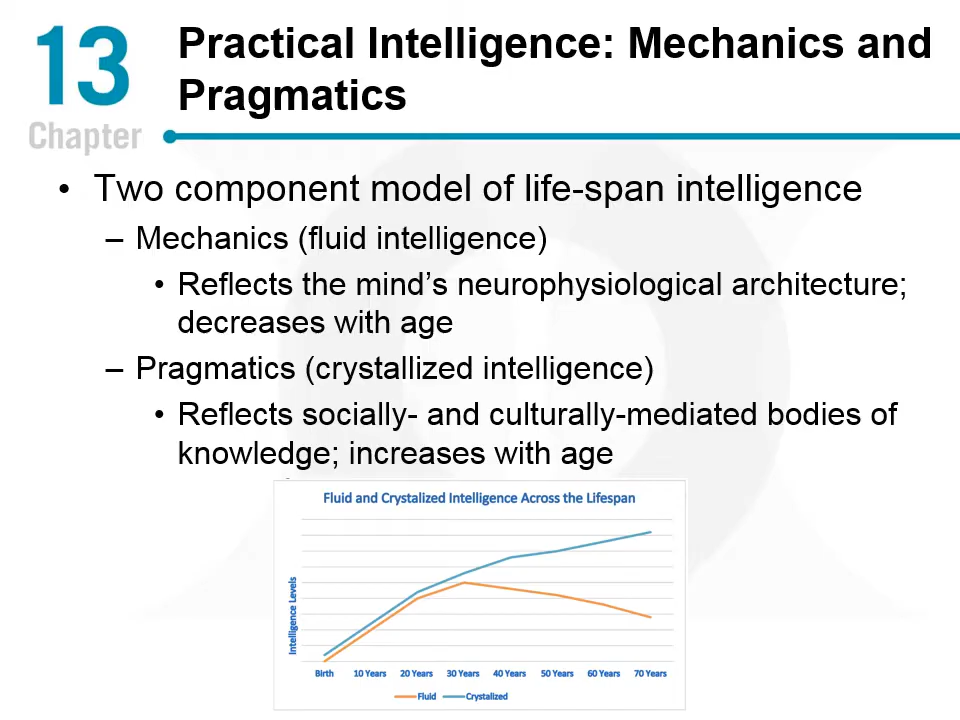 13
Chapter
Practical Intelligence: Mechanics and
Pragmatics
• Two component model of life-span intelligence
– Mechanics (fluid intelligence)
• Reflects the mind’s neurophysiological architecture;
decreases with age
– Pragmatics (crystallized intelligence)
• Reflects socially- and culturally-mediated bodies of
knowledge; increases with age
Fluid and Crystalized Intelligence Across the Lifespan
Intelligence Levels
Birth 10 Years 20 Years 30 Years 40 Years 50 Years 60 Years 70 Years
Fluid Crystalized